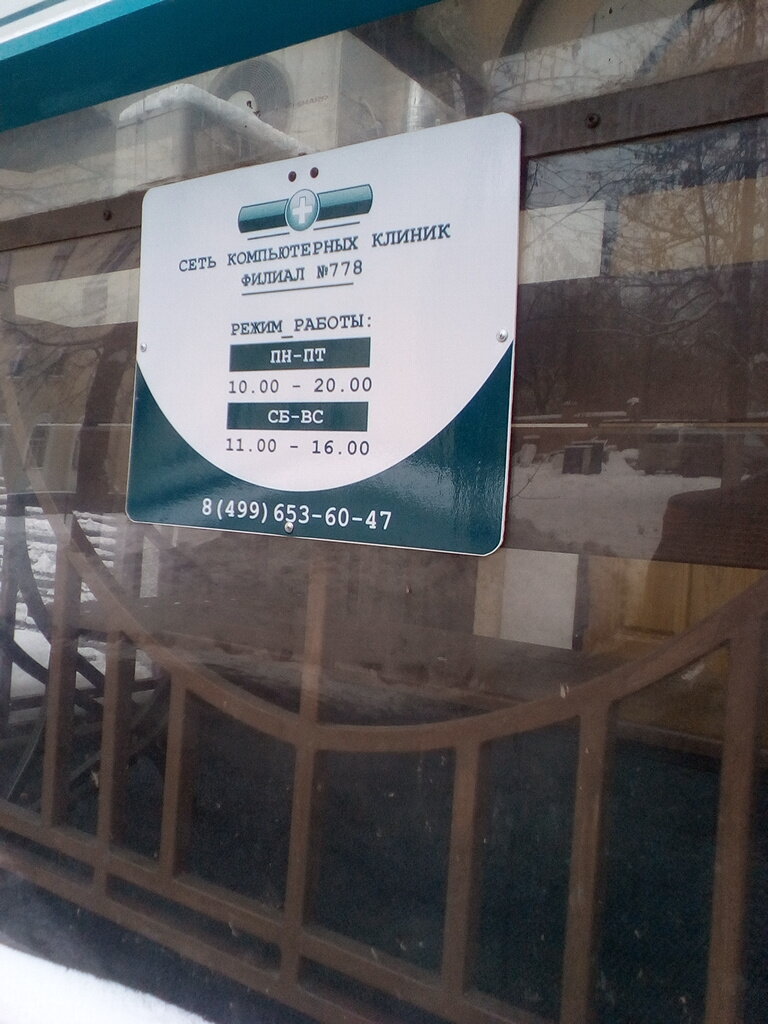 СЕТЬ КОМПЬЮТЕРНЫХ КЛИНИК
ФИЛИАЛ №778
РЕЖИМ_РАБОТЫ:
ПН-ПТ
10.00 - 20.00
СБ-ВС
11.00 - 16.00
8(499)653-60-47